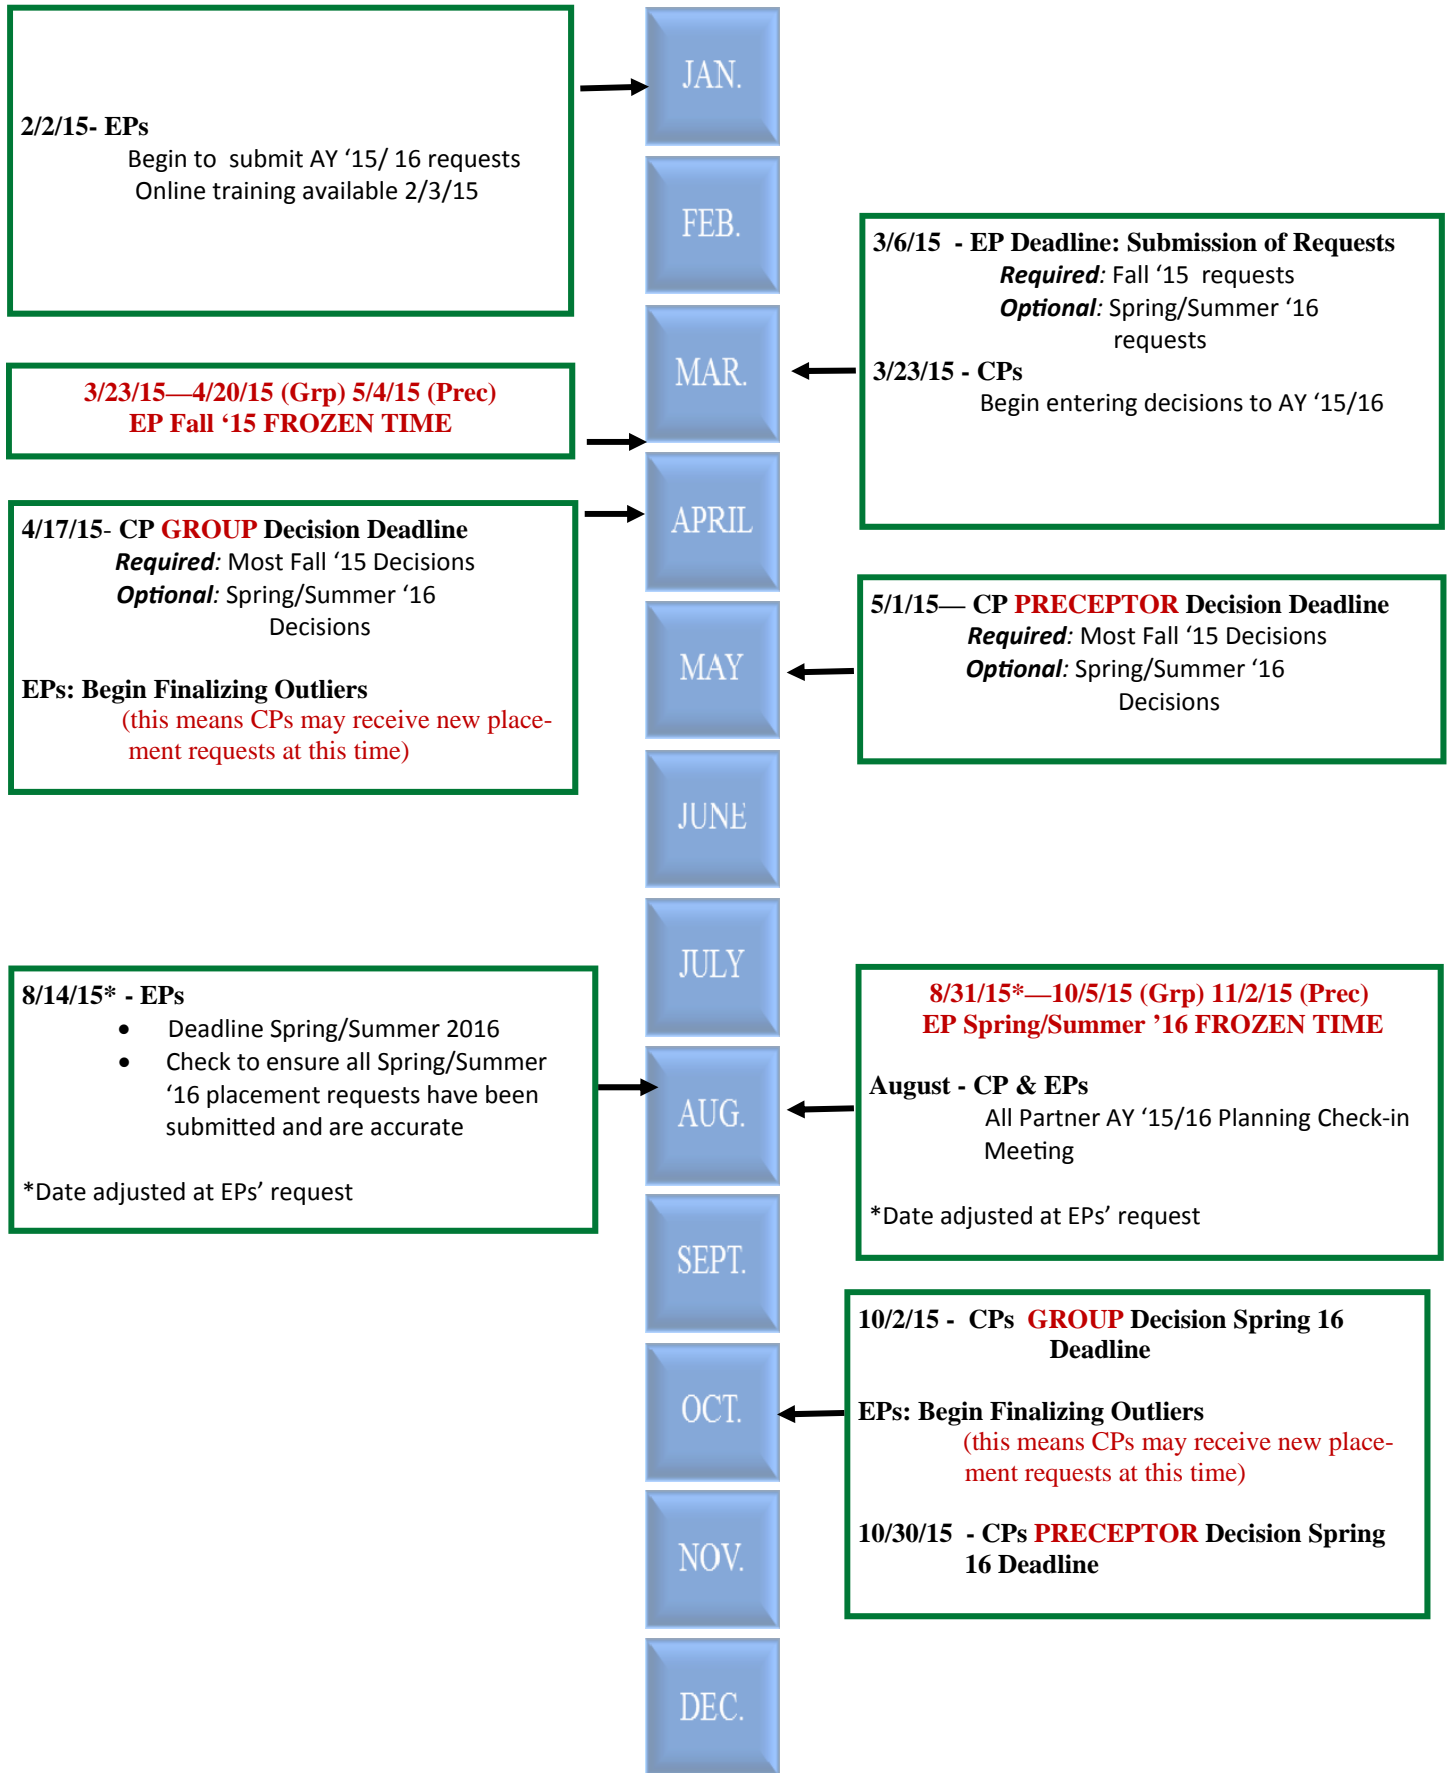 JAN.
2/2/15- EPs
Begin to submit AY ‘15/ 16 requests
Online training available 2/3/15
FEB.
3/6/15 - EP Deadline: Submission of Requests
Required: Fall ‘15 requests
Optional: Spring/Summer ‘16
requests
3/23/15 - CPs
Begin entering decisions to AY ‘15/16
MAR.
3/23/15—4/20/15 (Grp) 5/4/15 (Prec)
EP Fall ‘15 FROZEN TIME
APRIL
4/17/15- CP GROUP Decision Deadline
Required: Most Fall ‘15 Decisions
Optional: Spring/Summer ‘16
Decisions
EPs: Begin Finalizing Outliers
(this means CPs may receive new place-
ment requests at this time)
5/1/15— CP PRECEPTOR Decision Deadline
Required: Most Fall ‘15 Decisions
Optional: Spring/Summer ‘16
Decisions
MAY
JUNE
JULY
8/14/15* - EPs
• Deadline Spring/Summer 2016
• Check to ensure all Spring/Summer
‘16 placement requests have been
submitted and are accurate
*Date adjusted at EPs’ request
8/31/15*—10/5/15 (Grp) 11/2/15 (Prec)
EP Spring/Summer ’16 FROZEN TIME
August - CP & EPs
All Partner AY ‘15/16 Planning Check-in
Meeting
*Date adjusted at EPs’ request
AUG.
SEPT.
10/2/15 - CPs GROUP Decision Spring 16
Deadline
EPs: Begin Finalizing Outliers
(this means CPs may receive new place-
ment requests at this time)
10/30/15 - CPs PRECEPTOR Decision Spring
16 Deadline
OCT.
NOV.
DEC.